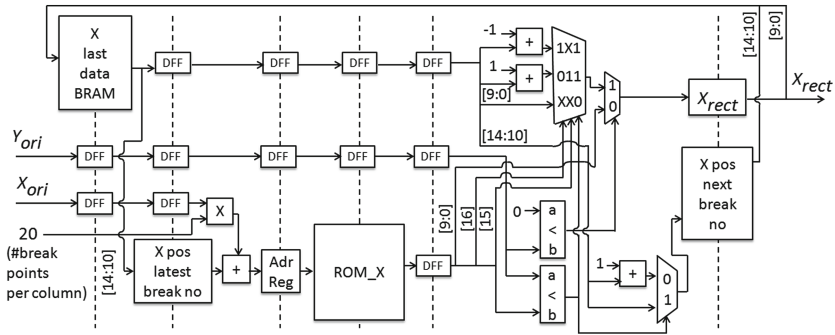 X
last
data
BRAM
DFF
DFF
DFF
DFF
-1
+
1
+
[9:0]
[14:10]
1X1
011
XX0
1
0
X_rect
X_rect
[14:10]
[9:0]
Y_ori
DFF
DFF
DFF
DFF
DFF
X_ori
DFF
DFF
X
20
(#break
points
per column)
[14:10]
X pos
latest
break no
+
Adr
Reg
ROM_X
DFF
[9:0]
[16]
[15]
0
a
<
b
a
<
b
1
+
0
1
X pos
next
break
no